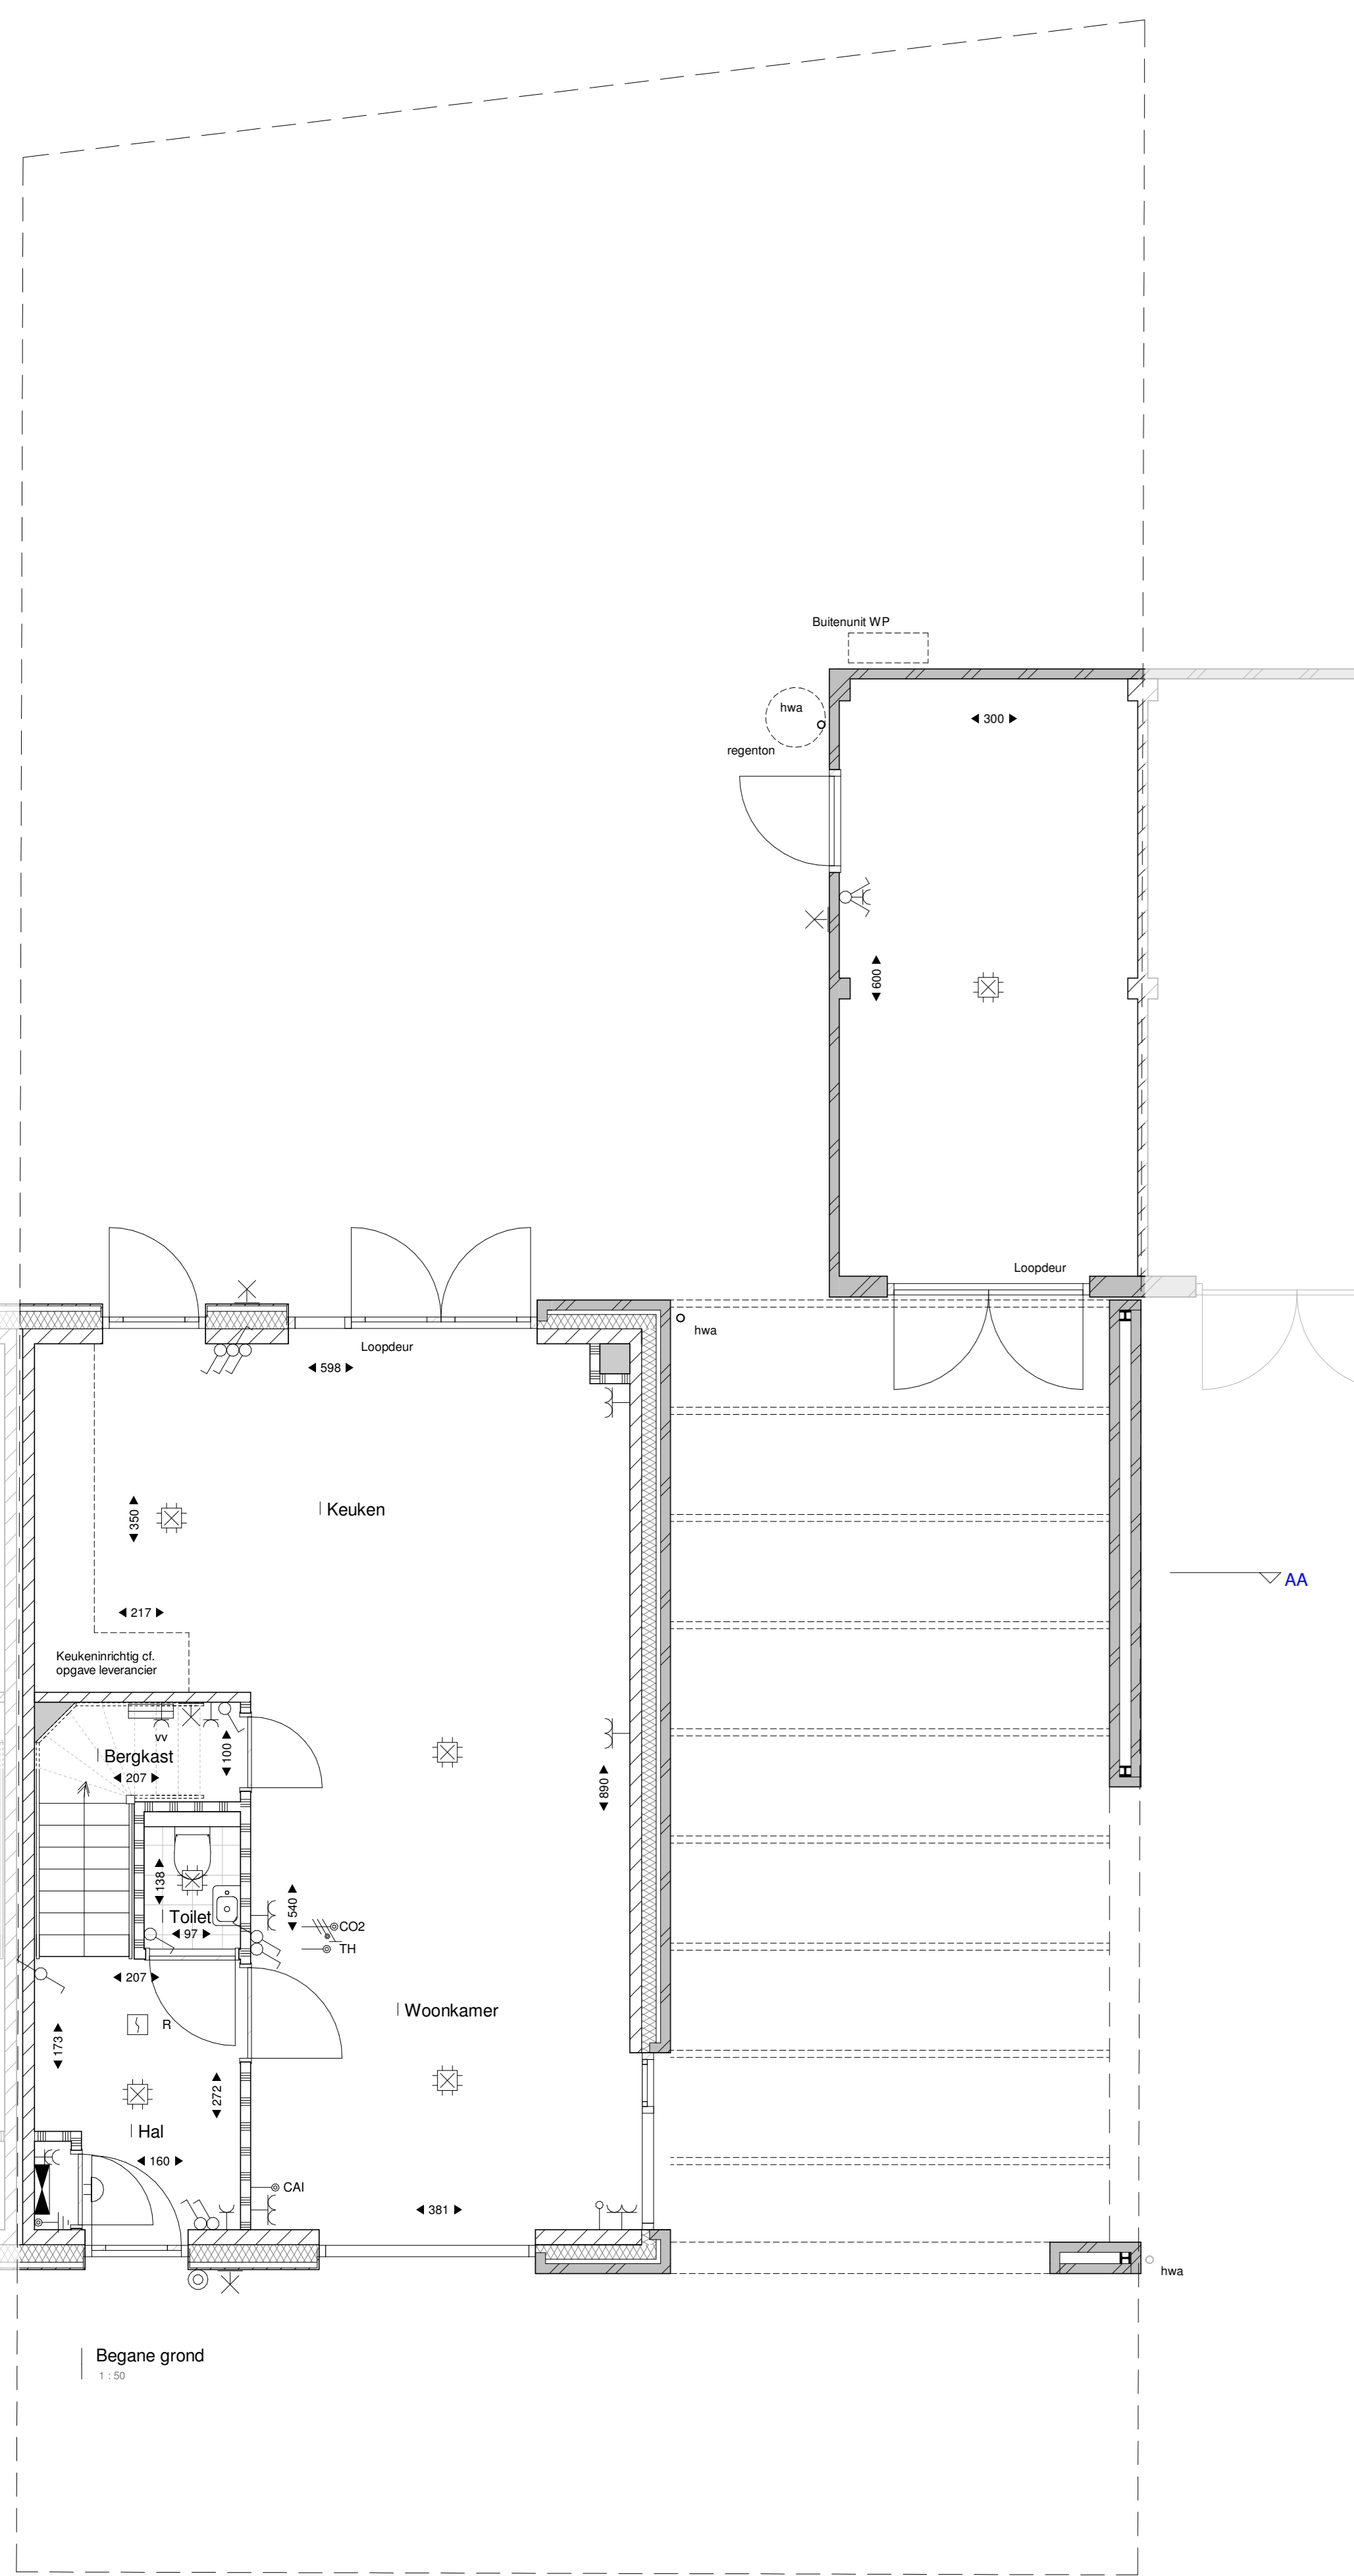 Buitenunit WP
hwa
300
regenton
600
Loopdeur
hwa
Loopdeur
598
Keuken
350
AA
217
Keukeninrichtig cf.
opgave leverancier
vv
Bergkast
100
207
890
138
Toilet
97
540
CO2
TH
207
Woonkamer
R
173
272
Hal
160
CAI
381
hwa
Begane grond
1 : 50